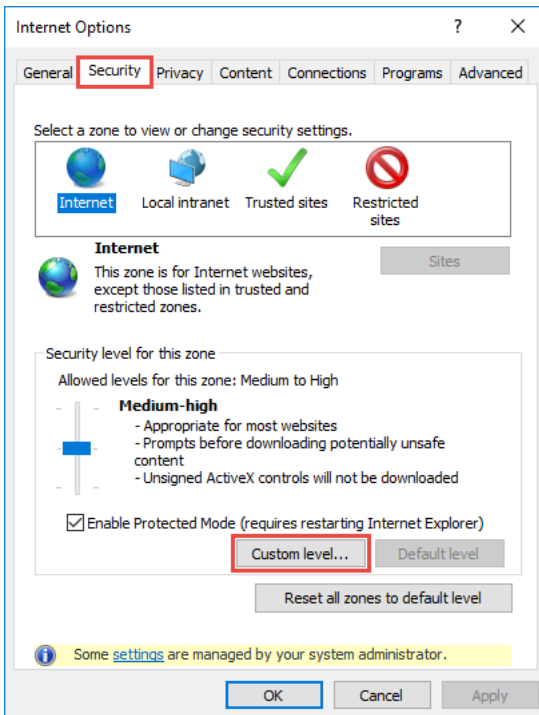 Internet Options ? X
General Security Privacy Content Connections Programs Advanced
Select a zone to view or change security settings.
Internet Local intranet Trusted sites Restricted
sites
Internet
Sites
This zone is for Internet websites,
except those listed in trusted and
restricted zones.
Security level for this zone
Allowed levels for this zone: Medium to High
Medium-high
- Appropriate for most websites
- Prompts before downloading potentially unsafe
content
- Unsigned ActiveX controls will not be downloaded
Enable Protected Mode (requires restarting Internet Explorer)
Custom level... Default level
Reset all zones to default level
Some settings are managed by your system administrator.
OK Cancel Apply